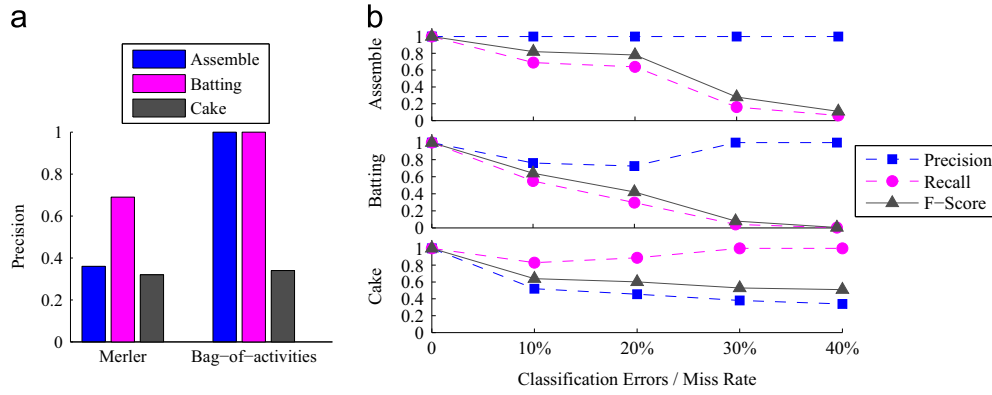 a
Assemble
Batting
Cake
Precision
1
0.8
0.6
0.4
0.2
0
Merler Bag-of-activities
b
Assemble
1
0.8
0.6
0.4
0.2
0
Batting
1
0.8
0.6
0.4
0.2
0
Cake
1
0.8
0.6
0.4
0.2
0
0 10% 20% 30% 40%
Classification Errors / Miss Rate
Precision
Recall
F-Score